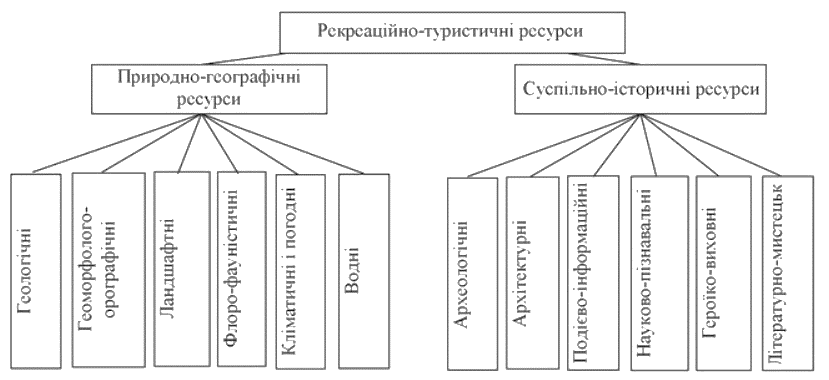 Рекреаційно-туристичні ресурси
Природно-географічні
ресурси
Суспільно-історичні ресурси
Геологічні
Геоморфолого-
орографічні
Ландшафтні
Флоро-фауністичні
Кліматичні і погодні
Водні
Археологічні
Архітектурні
Подієво-інформаційні
Науково-пізнавальні
Героїко-виховні
Літературно-мистецьк